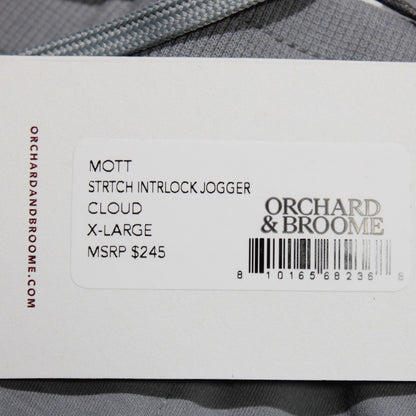 ORCHARDANDBROOME.COM
MOTT
STRTCH INTRLOCK JOGGER
CLOUD
X-LARGE
MSRP $245
ORCHARD
& BROOME
8 10165 68236 8